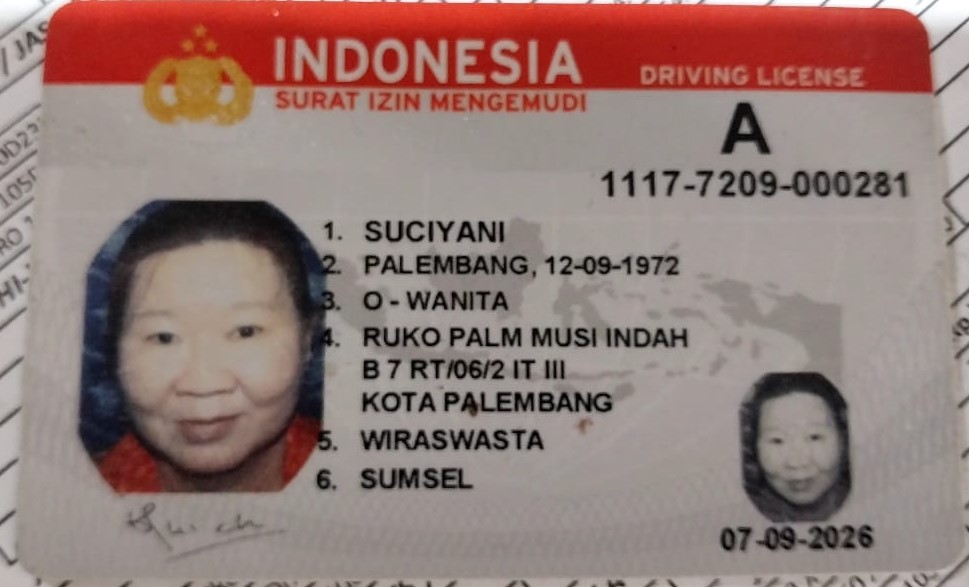 INDONESIA
SURAT IZIN MENGEMUDI
DRIVING LICENSE
A
1117-7209-000281
1. SUCIYANI
2. PALEMBANG, 12-09-1972
3. O - WANITA
4. RUKO PALM MUSI INDAH
B 7 RT/06/2 IT III
KOTA PALEMBANG
5. WIRASWASTA
6. SUMSEL
07-09-2026